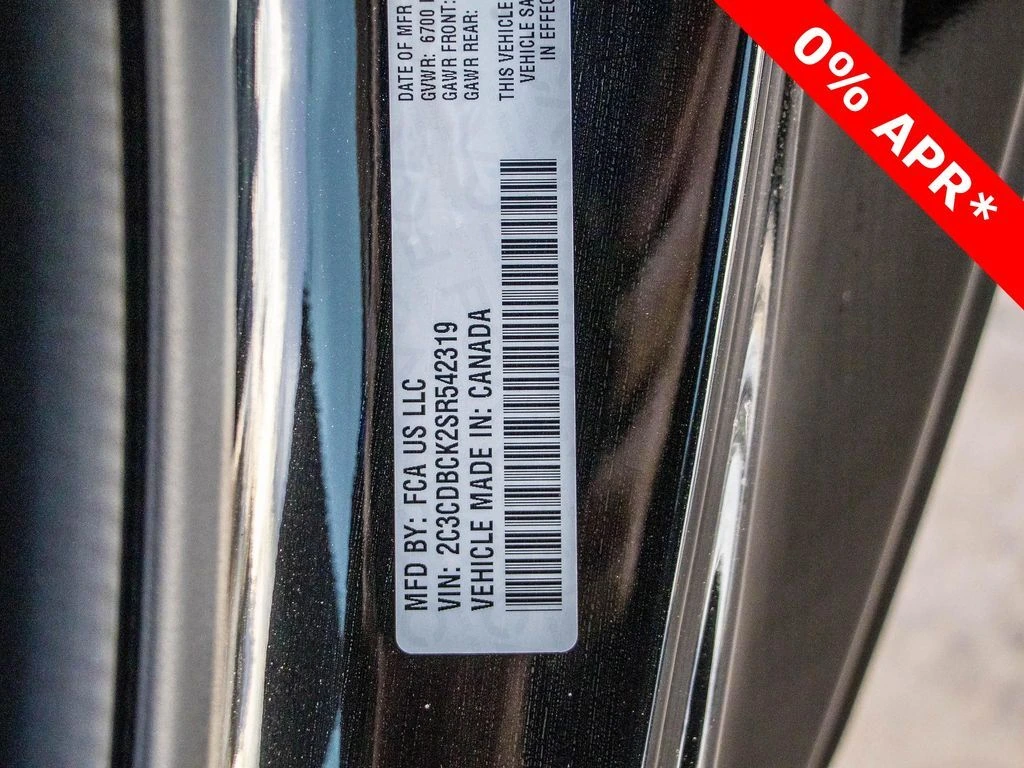 0% APR*
MFD BY: FCA US LLC
DATE OF MFR
VIN: 2C3CDBCK2SR542319
GVWR: 6700
VEHICLE MADE IN: CANADA
GAWR FRONT:
GAWR REAR:
THIS VEHICLE
VEHICLE SA
IN EFFEC